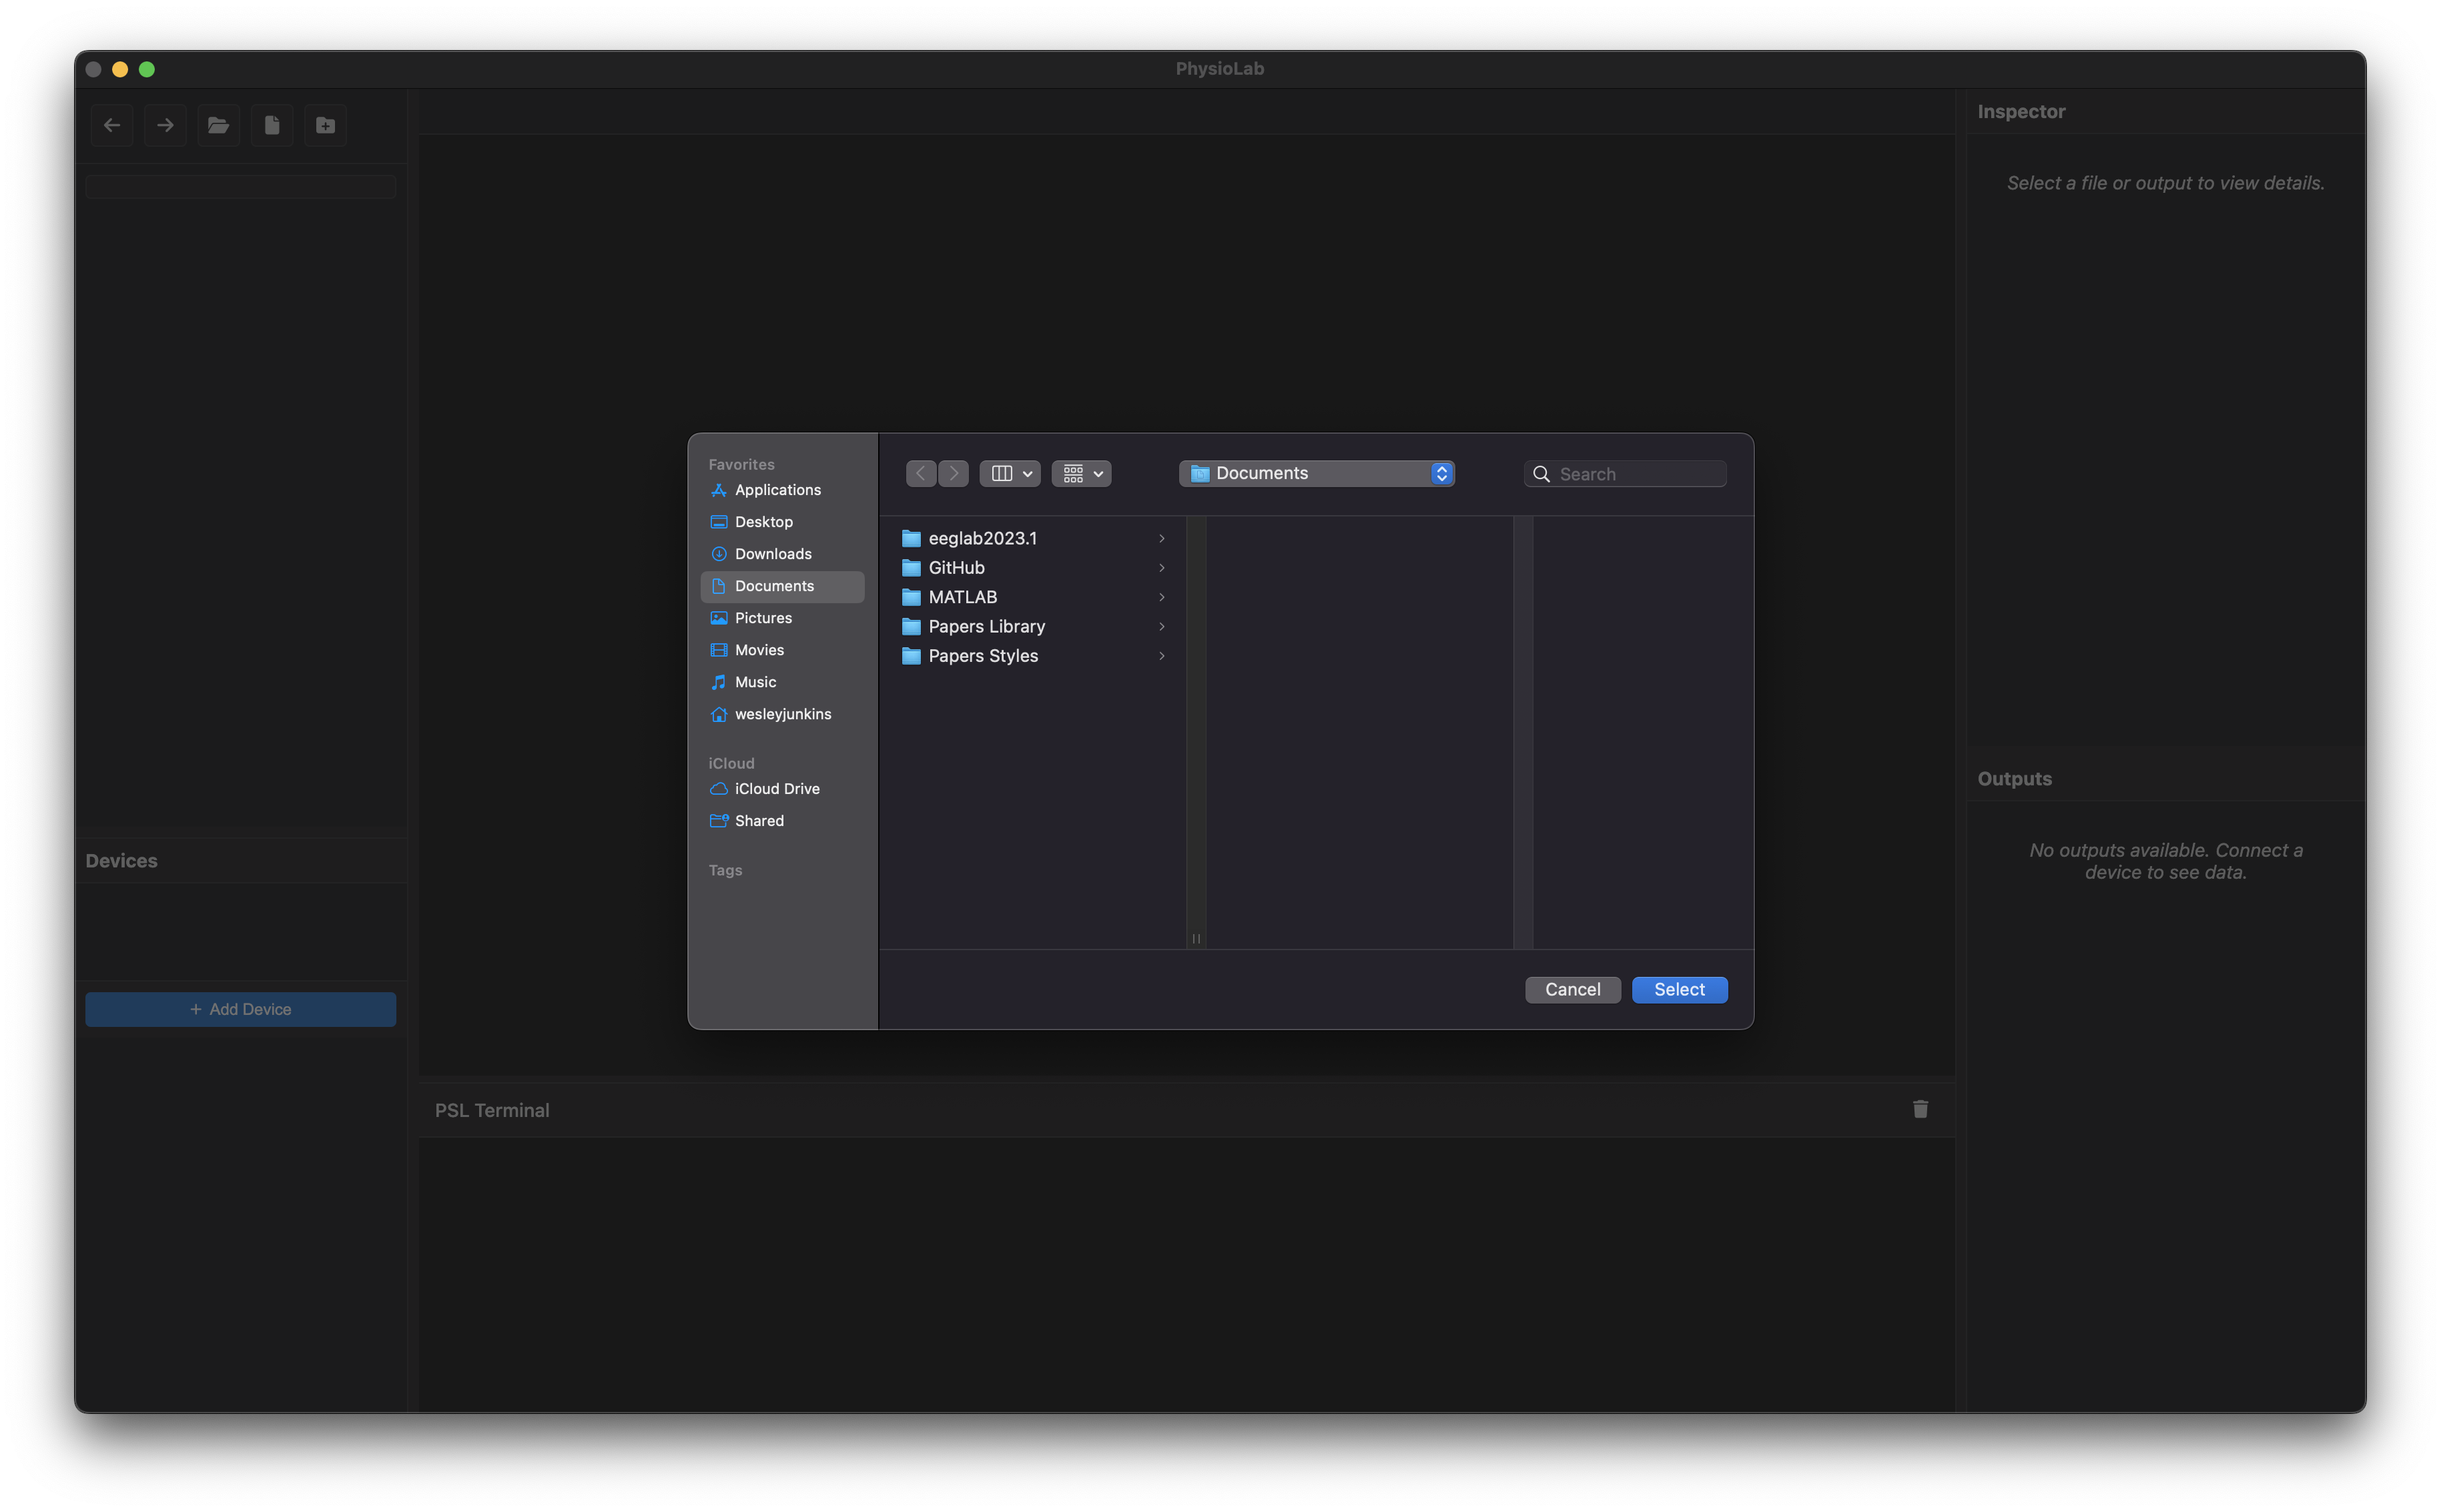 PhysioLab
Inspector
Select a file or output to view details.
Favorites
Applications
Desktop
Downloads
Documents
Pictures
Movies
Music
wesleyjunkins
iCloud
iCloud Drive
Shared
Tags
Documents
Search
eeglab2023.1
GitHub
MATLAB
Papers Library
Papers Styles
Cancel
Select
Devices
+ Add Device
PSL Terminal
Outputs
No outputs available. Connect a
device to see data.